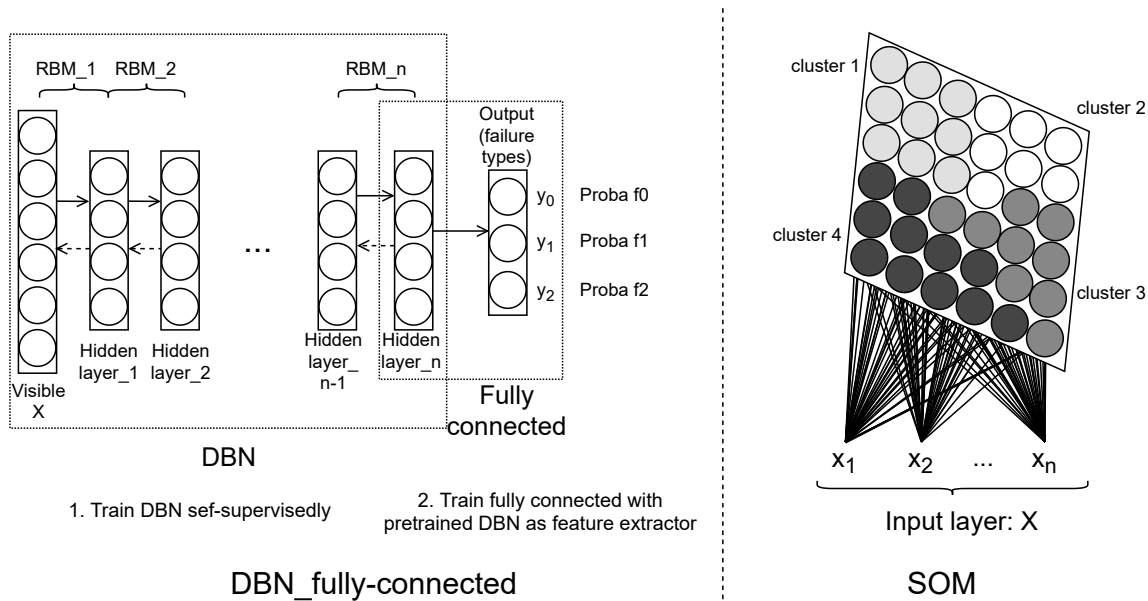 RBM_1
RBM_2
RBM_n
Output
(failure
types)
y0
Proba f0
y1
Proba f1
y2
Proba f2
...
Visible
X
Hidden
layer_1
Hidden
layer_2
Hidden
layer_
n-1
Hidden
layer_n
Fully
connected
DBN
1. Train DBN sef-supervisedly
2. Train fully connected with
pretrained DBN as feature extractor
DBN_fully-connected
cluster 1
cluster 2
cluster 4
cluster 3
x1
x2
...
xn
Input layer: X
SOM